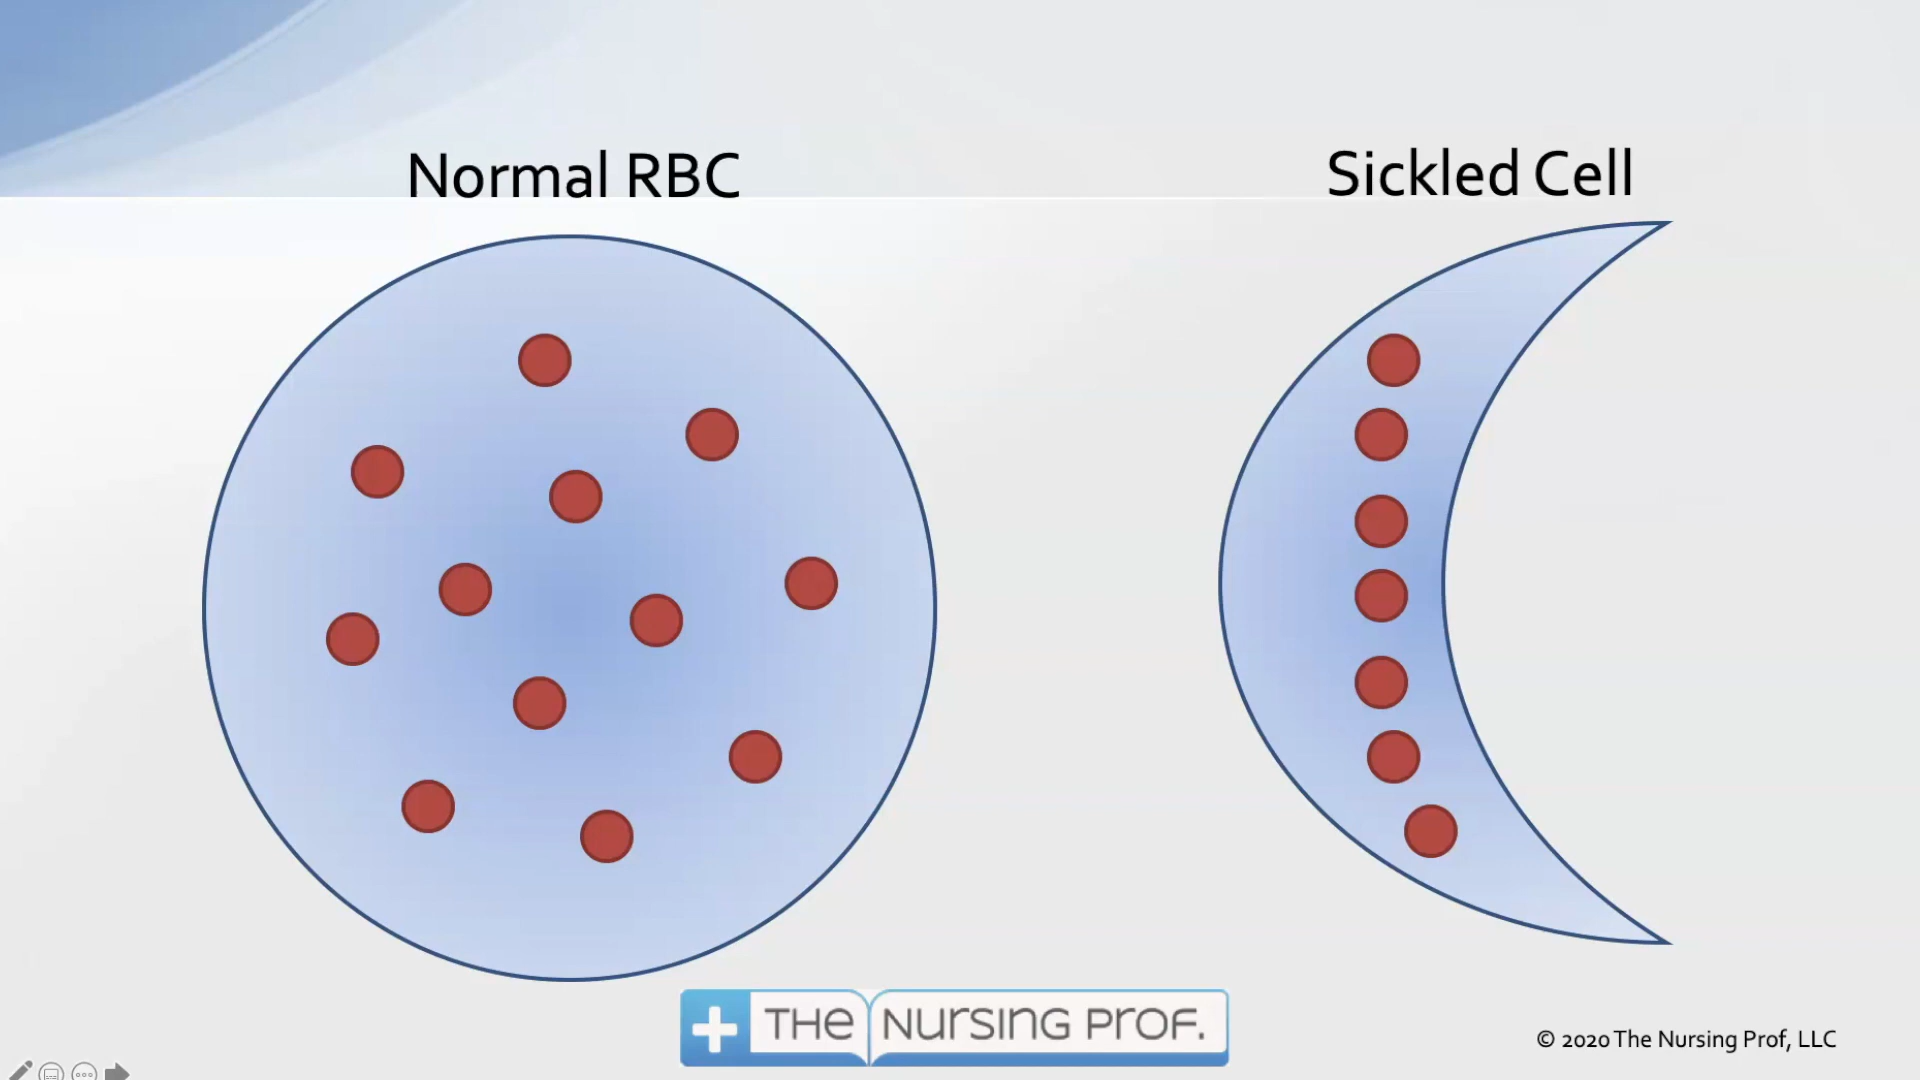 Normal RBC
Sickled Cell
THE NURSING PROF.
© 2020 The Nursing Prof, LLC